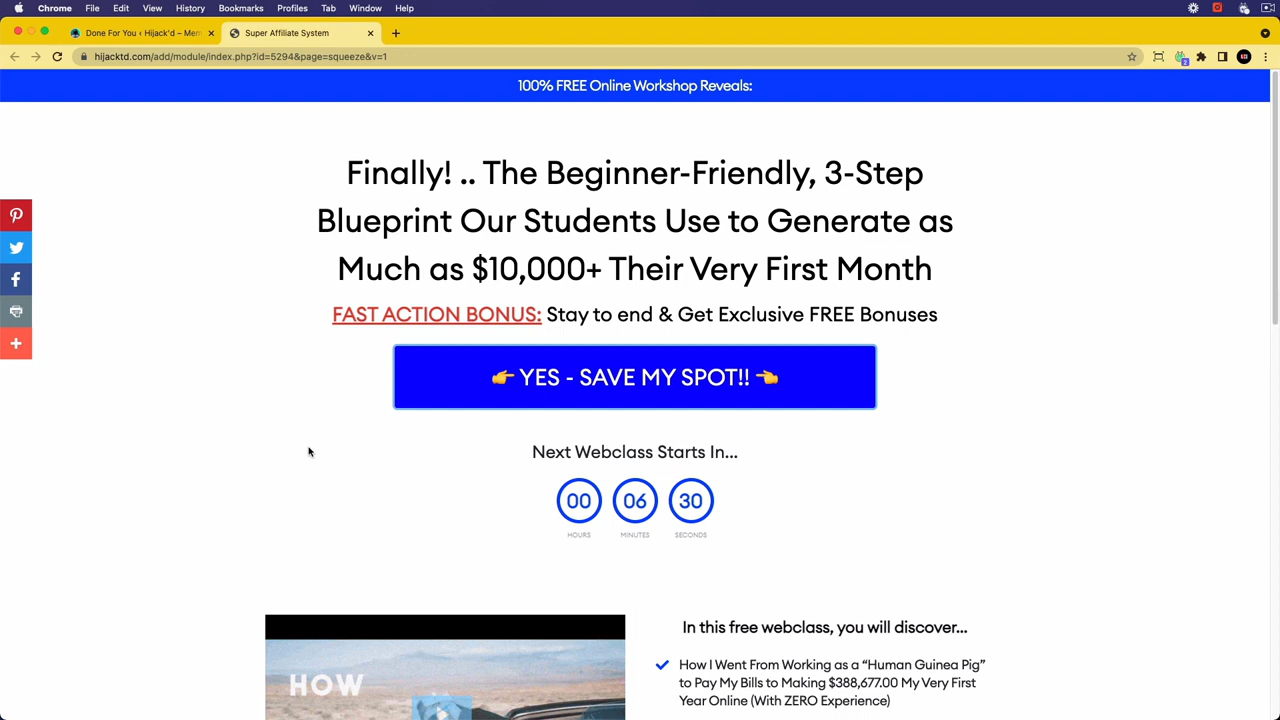 Chrome File Edit View History Bookmarks Profiles Tab Window Help
Done For You ‹ Hijack'd – Mem
Super Affiliate System
hijacktd.com/add/module/index.php?id=5294&page=squeeze&v=1
2
100% FREE Online Workshop Reveals:
Finally! .. The Beginner-Friendly, 3-Step
Blueprint Our Students Use to Generate as
Much as $10,000+ Their Very First Month
FAST ACTION BONUS: Stay to end & Get Exclusive FREE Bonuses
👉 YES - SAVE MY SPOT!! 👈
Next Webclass Starts In...
00 06 30
HOURS MINUTES SECONDS
HOW
In this free webclass, you will discover...
How I Went From Working as a “Human Guinea Pig”
to Pay My Bills to Making $388,677.00 My Very First
Year Online (With ZERO Experience)